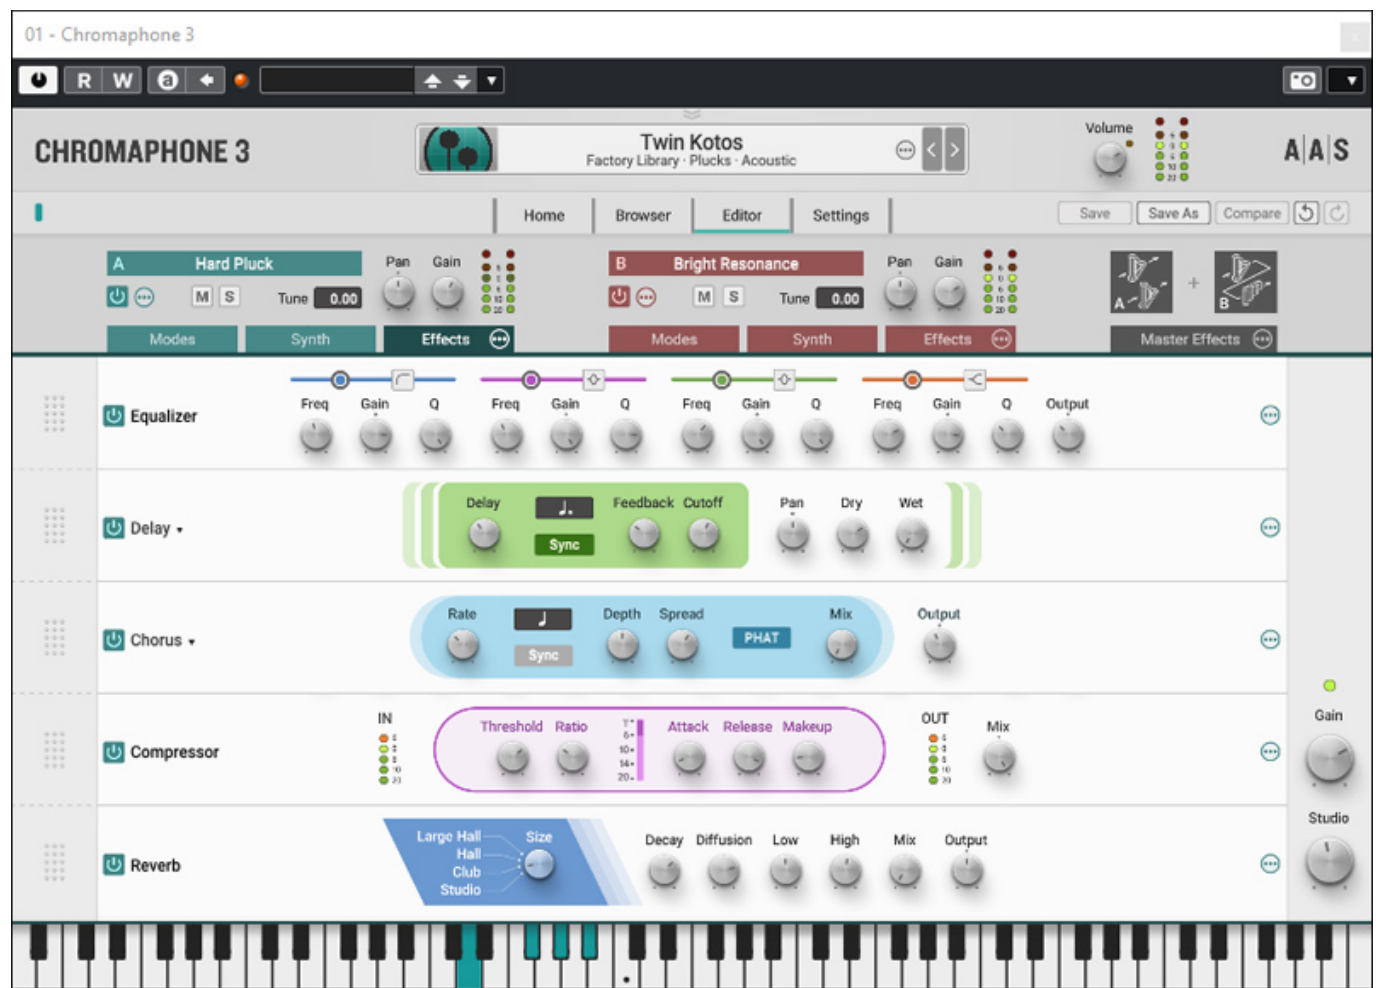 01 - Chromaphone 3
R W a
CHROMAPHONE 3
Twin Kotos
Factory Library · Plucks · Acoustic
Volume
A|A|S
Home Browser Editor Settings
Save Save As Compare
A Hard Pluck Pan Gain
M S Tune 0.00
Modes Synth Effects
B Bright Resonance Pan Gain
M S Tune 0.00
Modes Synth Effects
A + B
Master Effects
Equalizer
Freq Gain Q Freq Gain Q Freq Gain Q Freq Gain Q Output
Delay
Delay Feedback Cutoff Pan Dry Wet
Sync
Chorus
Rate Depth Spread Mix Output
PHAT
Sync
Compressor
IN Threshold Ratio Attack Release Makeup OUT Mix
Reverb
Large Hall Size
Hall
Club
Studio
Decay Diffusion Low High Mix Output
Gain
Studio